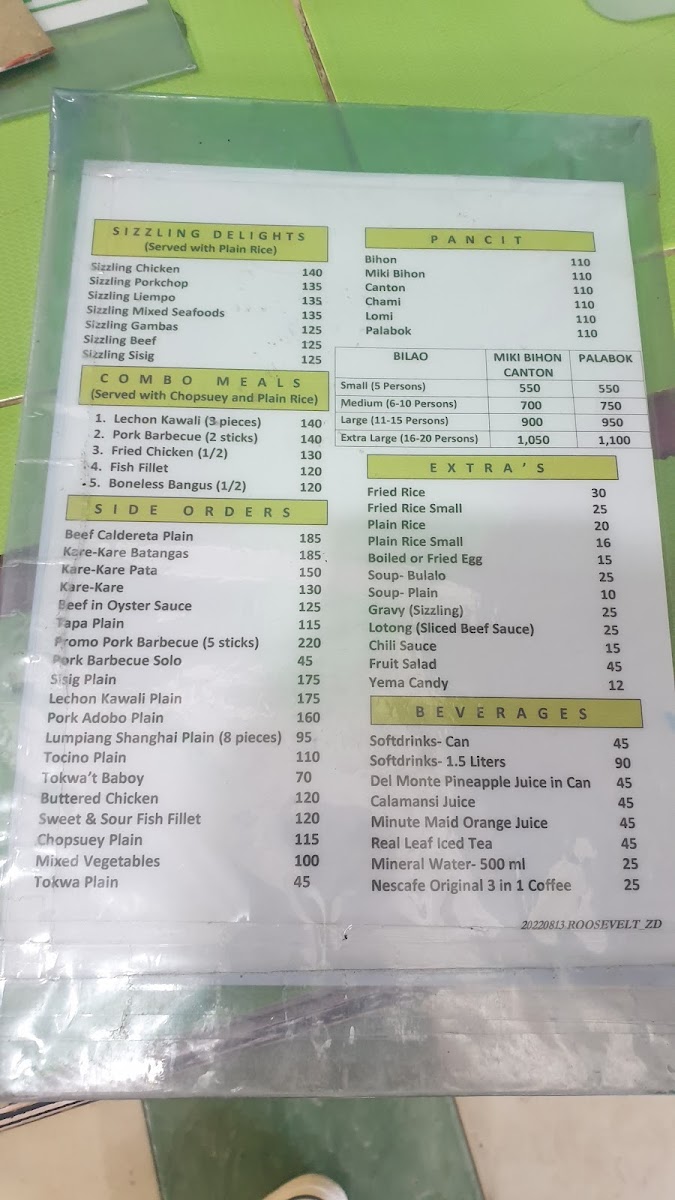 SIZZLING DELIGHTS
(Served with Plain Rice)
Sizzling Chicken 140
Sizzling Porkchop 135
Sizzling Liempo 135
Sizzling Mixed Seafoods 135
Sizzling Gambas 125
Sizzling Beef 125
Sizzling Sisig 125
COMBO MEALS
(Served with Chopsuey and Plain Rice)
1. Lechon Kawali (3 pieces) 140
2. Pork Barbecue (2 sticks) 140
3. Fried Chicken (1/2) 130
4. Fish Fillet 120
5. Boneless Bangus (1/2) 120
SIDE ORDERS
Beef Caldereta Plain 185
Kare-Kare Batangas 185
Kare-Kare Pata 150
Kare-Kare 130
Beef in Oyster Sauce 125
Tapa Plain 115
Promo Pork Barbecue (5 sticks) 220
Pork Barbecue Solo 45
Sisig Plain 175
Lechon Kawali Plain 175
Pork Adobo Plain 160
Lumpiang Shanghai Plain (8 pieces) 95
Tocino Plain 110
Tokwa't Baboy 70
Buttered Chicken 120
Sweet & Sour Fish Fillet 120
Chopsuey Plain 115
Mixed Vegetables 100
Tokwa Plain 45
PANCIT
Bihon 110
Miki Bihon 110
Canton 110
Chami 110
Lomi 110
Palabok 110
BILAO MIKI BIHON PALABOK
CANTON
Small (5 Persons) 550 550
Medium (6-10 Persons) 700 750
Large (11-15 Persons) 900 950
Extra Large (16-20 Persons) 1,050 1,100
EXTRA'S
Fried Rice 30
Fried Rice Small 25
Plain Rice 20
Plain Rice Small 16
Boiled or Fried Egg 15
Soup- Bulalo 25
Soup- Plain 10
Gravy (Sizzling) 25
Lotong (Sliced Beef Sauce) 25
Chili Sauce 15
Fruit Salad 45
Yema Candy 12
BEVERAGES
Softdrinks- Can 45
Softdrinks- 1.5 Liters 90
Del Monte Pineapple Juice in Can 45
Calamansi Juice 45
Minute Maid Orange Juice 45
Real Leaf Iced Tea 45
Mineral Water- 500 ml 25
Nescafe Original 3 in 1 Coffee 25
20220813.ROOSEVELT_ZD